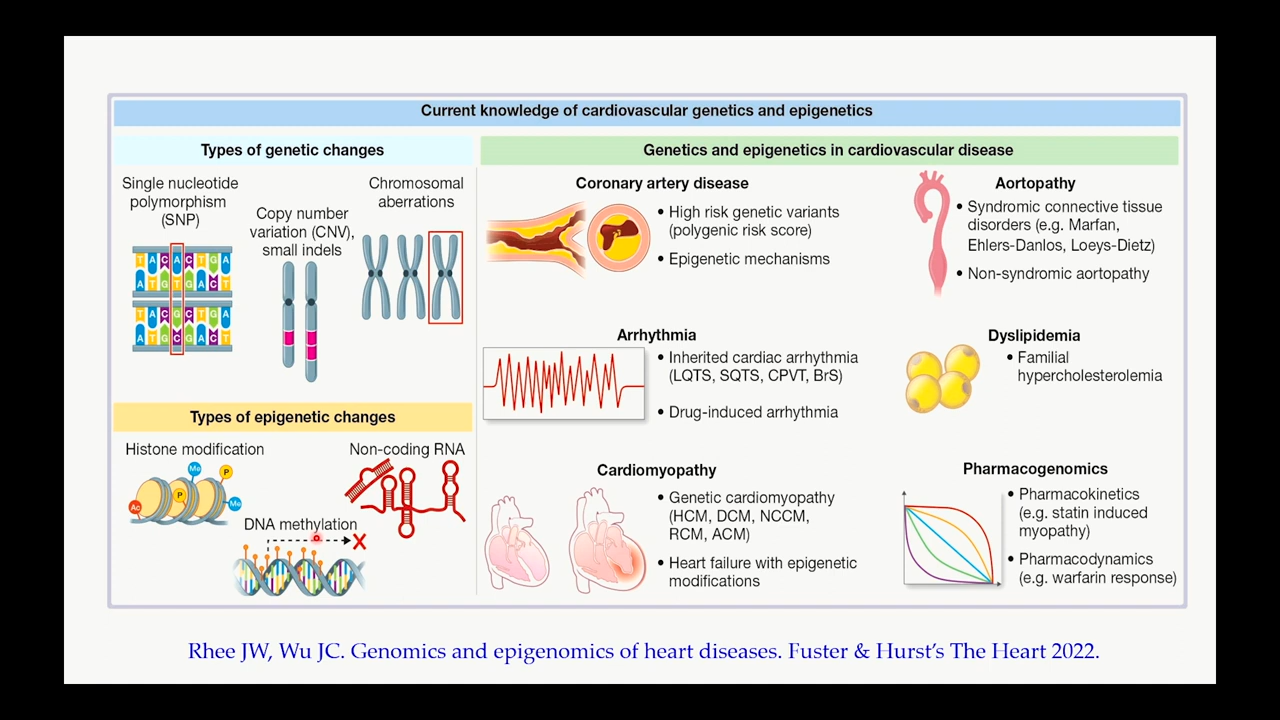 Current knowledge of cardiovascular genetics and epigenetics
Types of genetic changes
Single nucleotide
polymorphism
(SNP)
Copy number
variation (CNV),
small indels
Chromosomal
aberrations
T A C A C T G A
A T G T G A C T
T A C G C T G A
A T G C G A C T
Types of epigenetic changes
Histone modification
Ac
P
Me
P
Me
Non-coding RNA
DNA methylation
Genetics and epigenetics in cardiovascular disease
Coronary artery disease
• High risk genetic variants
(polygenic risk score)
• Epigenetic mechanisms
Aortopathy
• Syndromic connective tissue
disorders (e.g. Marfan,
Ehlers-Danlos, Loeys-Dietz)
• Non-syndromic aortopathy
Arrhythmia
• Inherited cardiac arrhythmia
(LQTS, SQTS, CPVT, BrS)
• Drug-induced arrhythmia
Dyslipidemia
• Familial
hypercholesterolemia
Cardiomyopathy
• Genetic cardiomyopathy
(HCM, DCM, NCCM,
RCM, ACM)
• Heart failure with epigenetic
modifications
Pharmacogenomics
• Pharmacokinetics
(e.g. statin induced
myopathy)
• Pharmacodynamics
(e.g. warfarin response)
Rhee JW, Wu JC. Genomics and epigenomics of heart diseases. Fuster & Hurst's The Heart 2022.